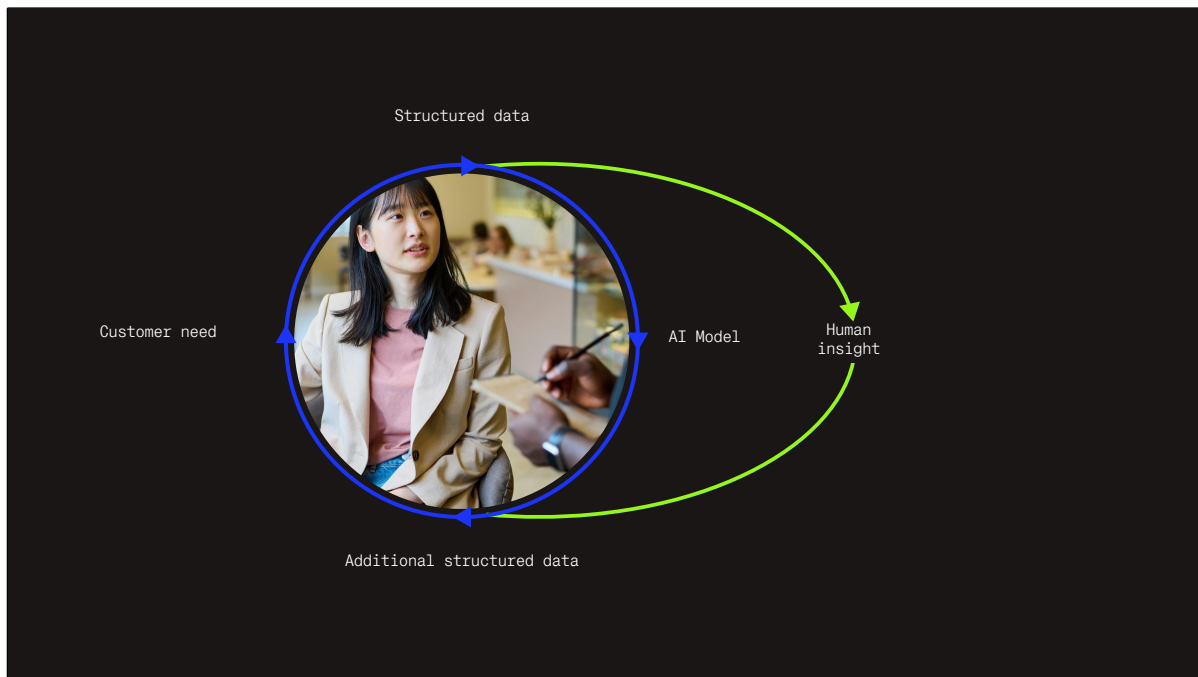 Structured data
Customer need
AI Model
Human
insight
Additional structured data